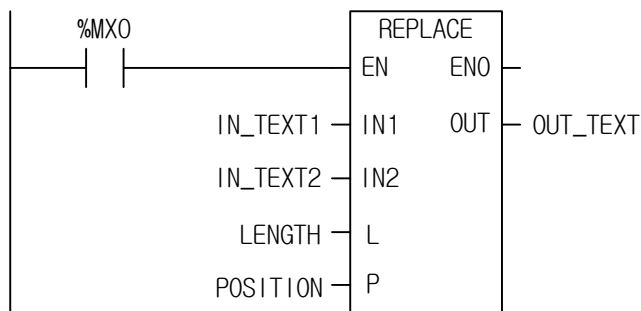 %MX0 REPLACE
EN ENO
IN_TEXT1 IN1 OUT OUT_TEXT
IN_TEXT2 IN2
LENGTH L
POSITION P